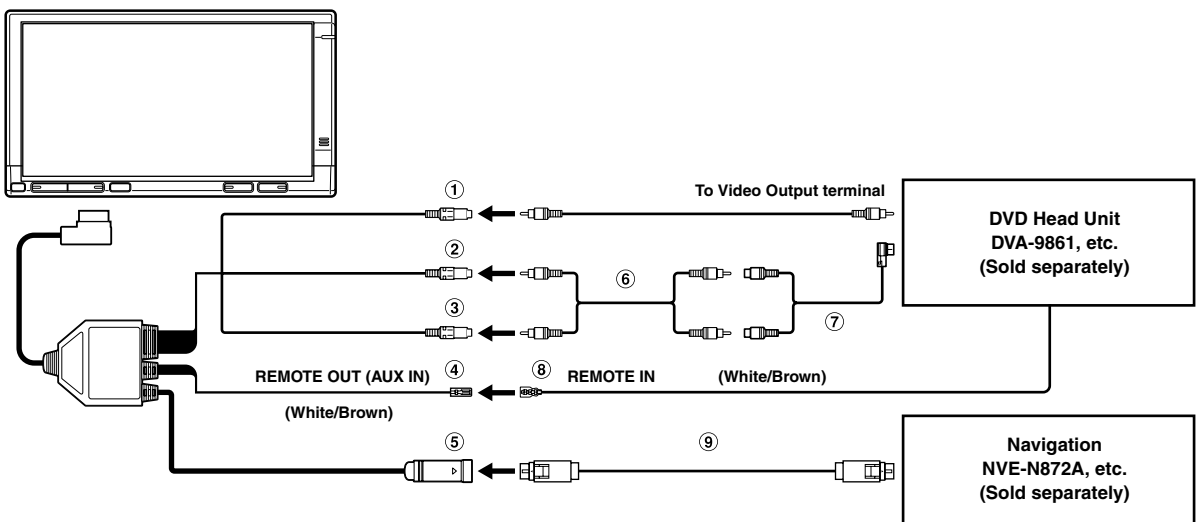 ①
To Video Output terminal
DVD Head Unit
DVA-9861, etc.
(Sold separately)
②
⑥
③
⑦
REMOTE OUT (AUX IN)
④
⑧
REMOTE IN
(White/Brown)
(White/Brown)
⑤
⑨
Navigation
NVE-N872A, etc.
(Sold separately)